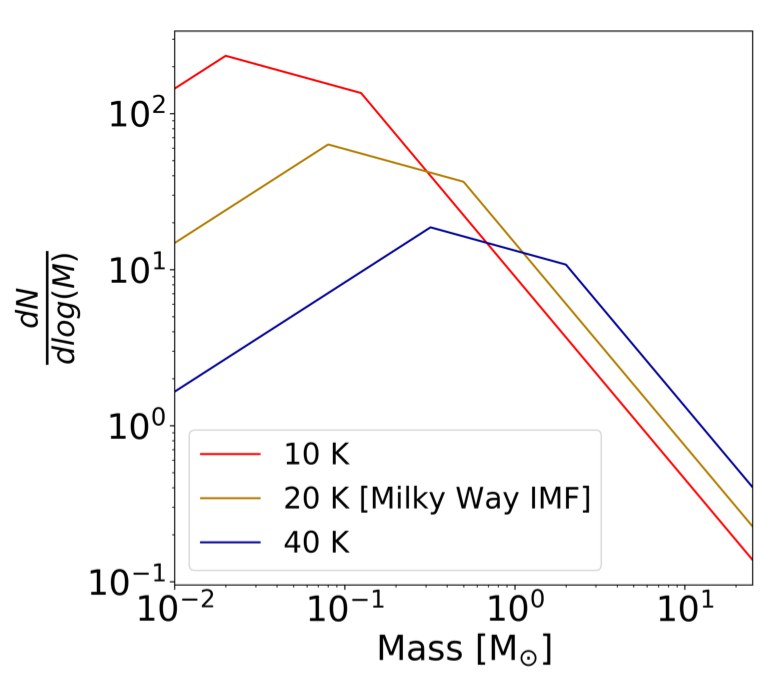 dN
dlog(M)
10²
10¹
10⁰
10⁻¹
10 K
20 K [Milky Way IMF]
40 K
10⁻² 10⁻¹ 10⁰ 10¹
Mass [M☉]